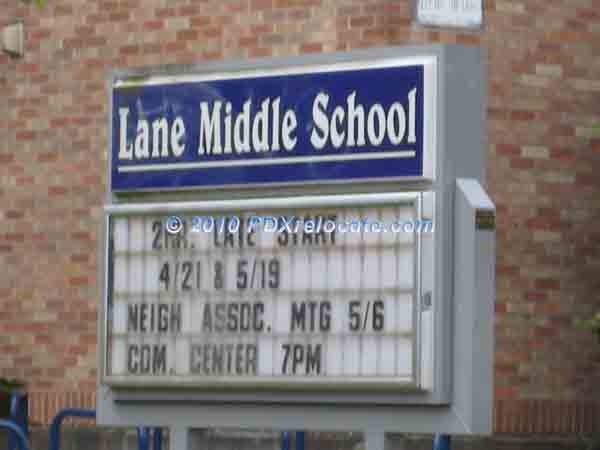 Lane Middle School
© 2010 PDXrelocate.com
2HR. LATE START
4/21 & 5/19
NEIGH ASSOC. MTG 5/6
COM. CENTER 7PM